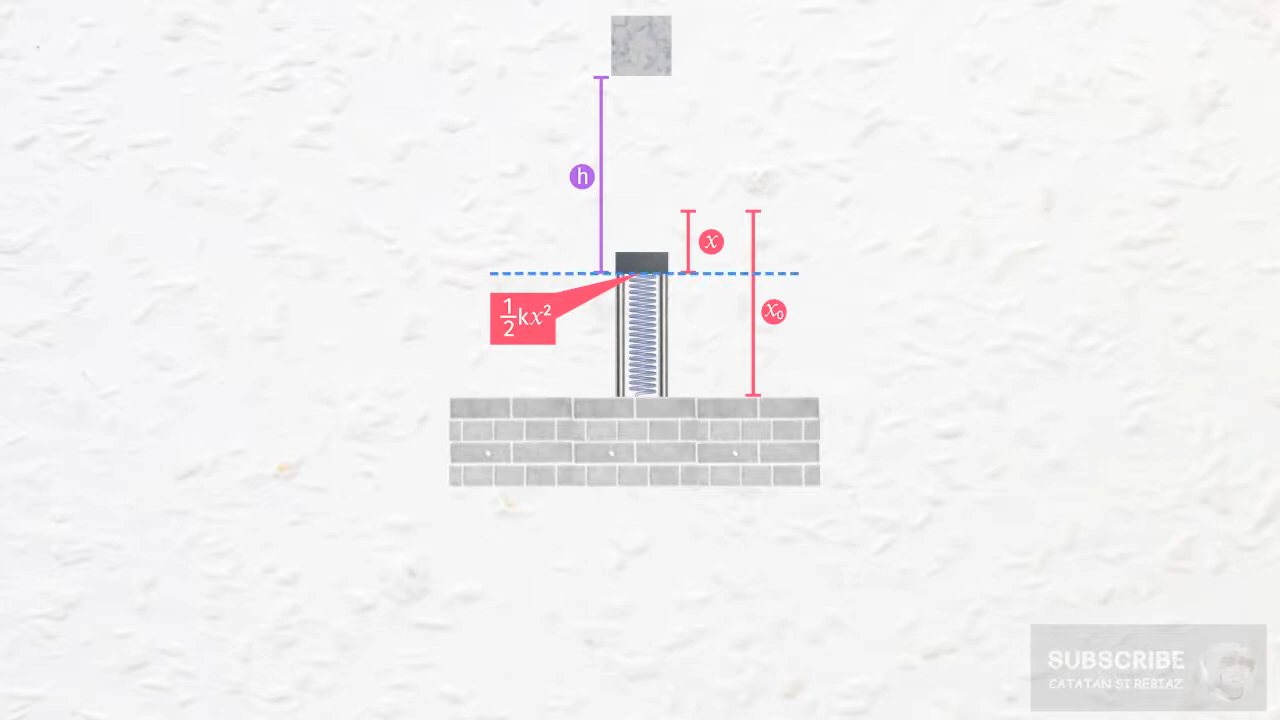 h
x
x₀
½kx²
SUBSCRIBE
CATATAN SI REBIAZ